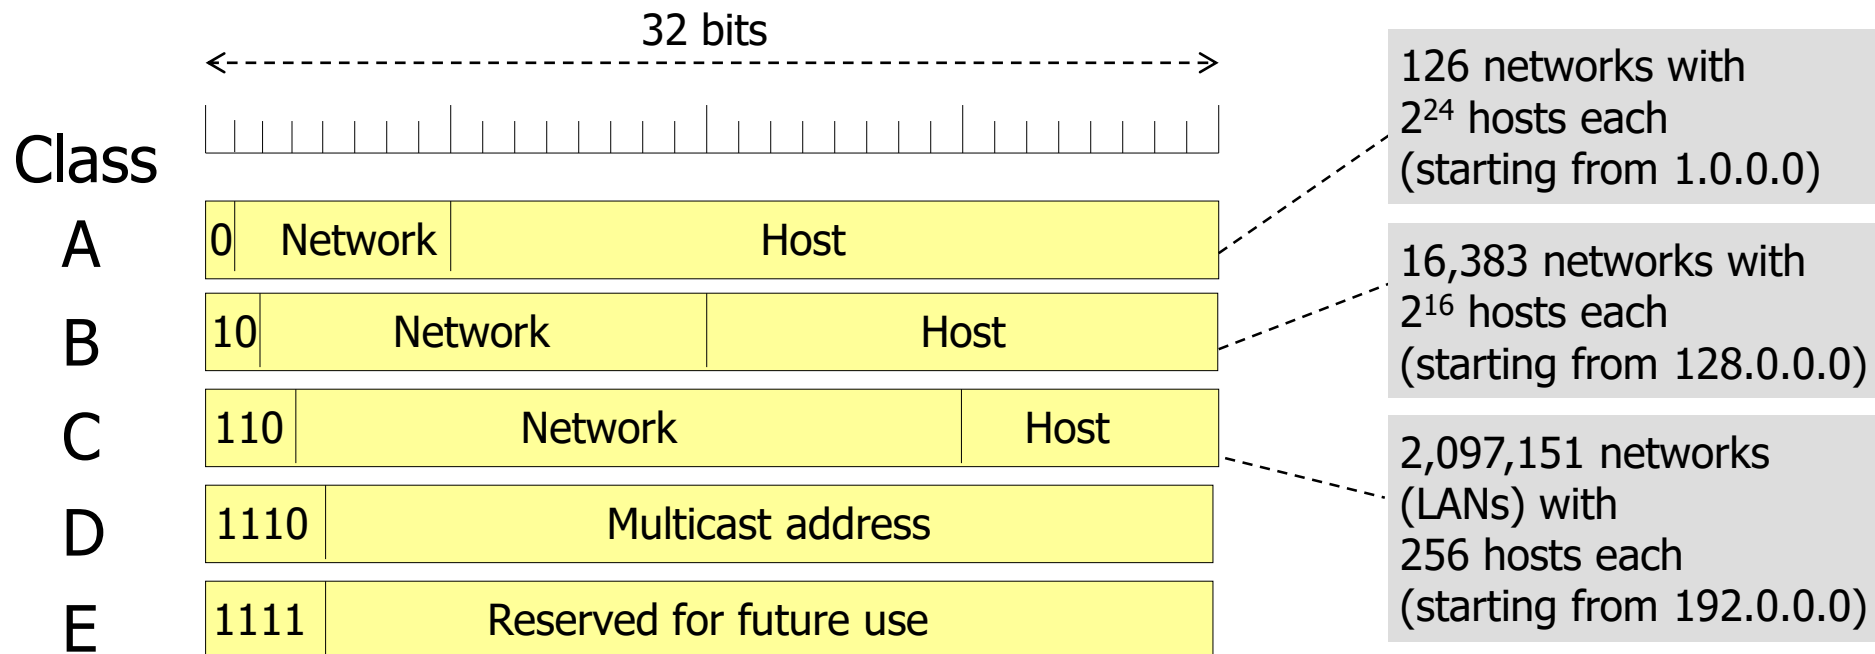 32 bits
Class
A
0 Network Host
B
10 Network Host
C
110 Network Host
D
1110 Multicast address
E
1111 Reserved for future use
126 networks with
2²⁴ hosts each
(starting from 1.0.0.0)
16,383 networks with
2¹⁶ hosts each
(starting from 128.0.0.0)
2,097,151 networks
(LANs) with
256 hosts each
(starting from 192.0.0.0)